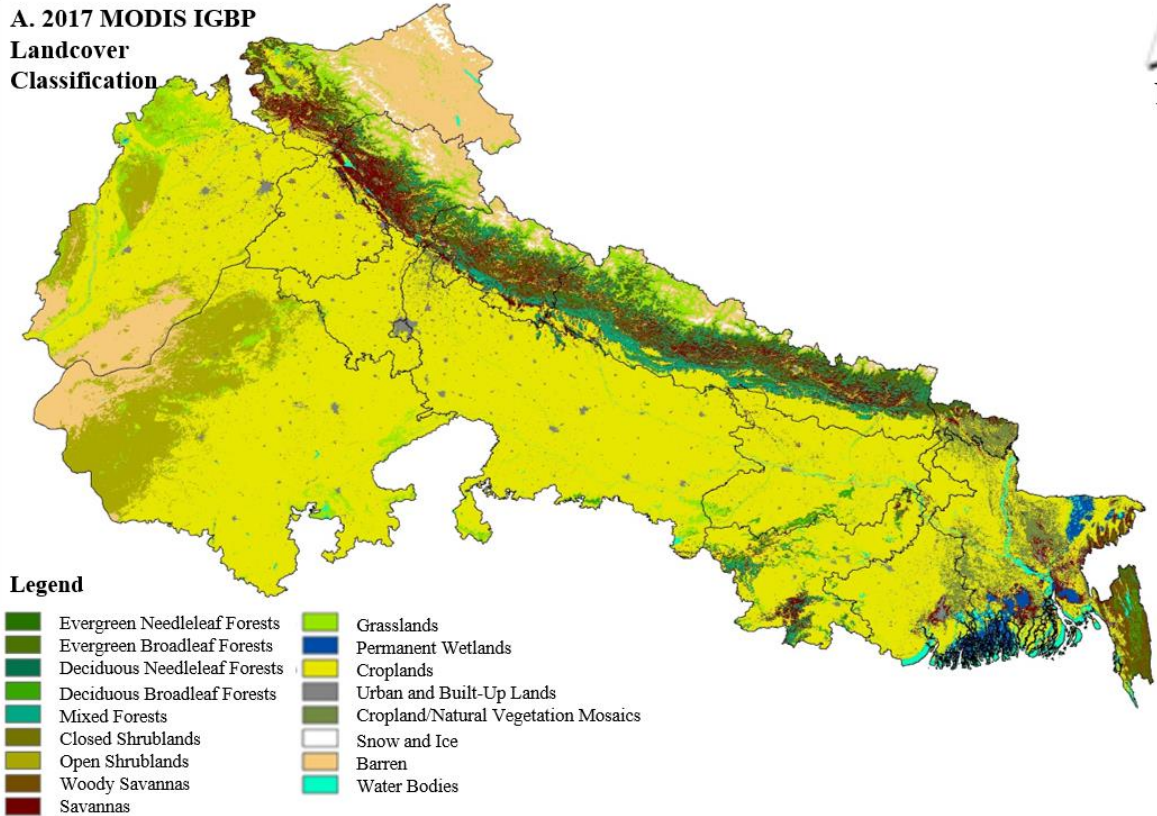 A. 2017 MODIS IGBP
Landcover
Classification
Legend
Evergreen Needleleaf Forests
Evergreen Broadleaf Forests
Deciduous Needleleaf Forests
Deciduous Broadleaf Forests
Mixed Forests
Closed Shrublands
Open Shrublands
Woody Savannas
Savannas
Grasslands
Permanent Wetlands
Croplands
Urban and Built-Up Lands
Cropland/Natural Vegetation Mosaics
Snow and Ice
Barren
Water Bodies